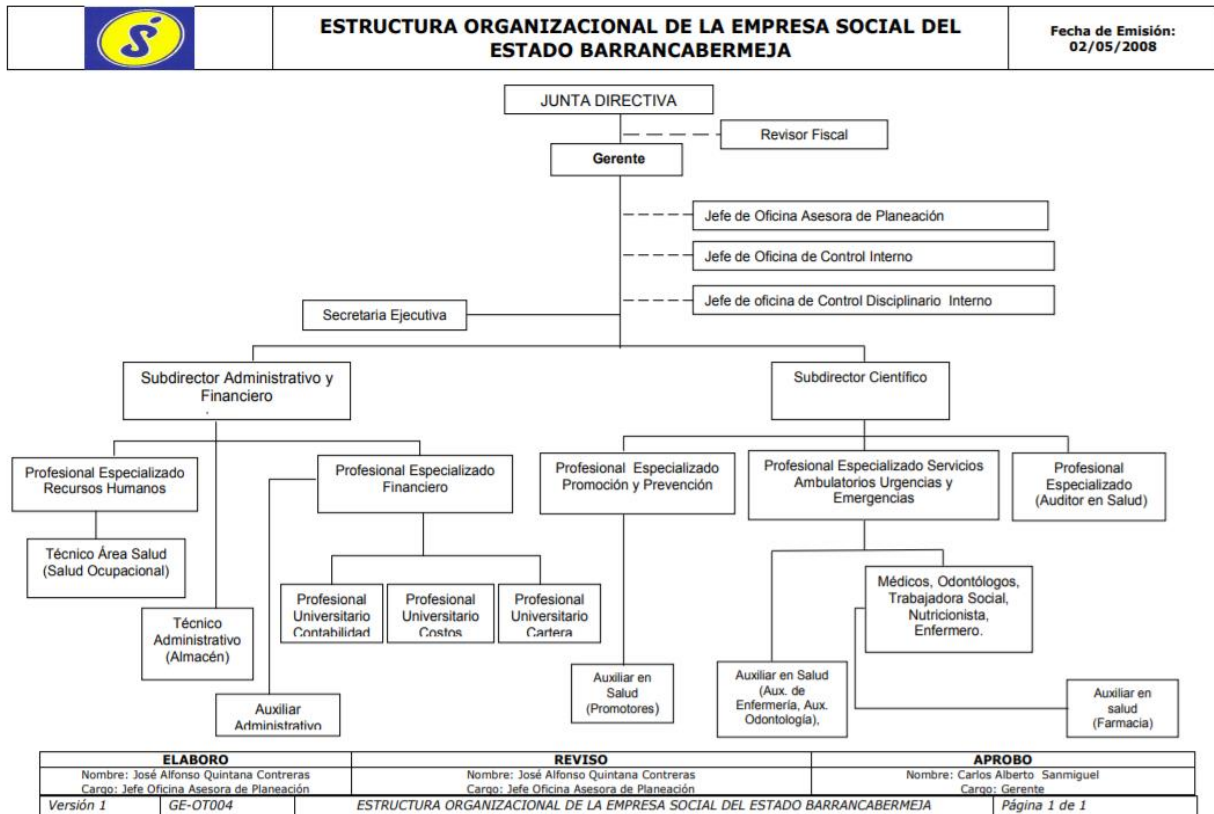 ESTRUCTURA ORGANIZACIONAL DE LA EMPRESA SOCIAL DEL
ESTADO BARRANCABERMEJA
Fecha de Emisión:
02/05/2008
JUNTA DIRECTIVA
Revisor Fiscal
Gerente
Jefe de Oficina Asesora de Planeación
Jefe de Oficina de Control Interno
Jefe de oficina de Control Disciplinario Interno
Secretaria Ejecutiva
Subdirector Administrativo y
Financiero
.
Subdirector Científico
Profesional Especializado
Recursos Humanos
Profesional Especializado
Financiero
Profesional Especializado
Promoción y Prevención
Profesional Especializado Servicios
Ambulatorios Urgencias y
Emergencias
Profesional
Especializado
(Auditor en Salud)
Técnico Área Salud
(Salud Ocupacional)
Técnico
Administrativo
(Almacén)
Profesional
Universitario
Contabilidad
Profesional
Universitario
Costos
Profesional
Universitario
Cartera
Médicos, Odontólogos,
Trabajadora Social,
Nutricionista,
Enfermero.
Auxiliar
Administrativo
Auxiliar en
Salud
(Promotores)
Auxiliar en Salud
(Aux. de
Enfermería, Aux.
Odontología),
Auxiliar en
salud
(Farmacia)
ELABORO
Nombre: José Alfonso Quintana Contreras
Cargo: Jefe Oficina Asesora de Planeación
REVISO
Nombre: José Alfonso Quintana Contreras
Cargo: Jefe Oficina Asesora de Planeación
APROBO
Nombre: Carlos Alberto Sanmiguel
Cargo: Gerente
Versión 1
GE-OT004
ESTRUCTURA ORGANIZACIONAL DE LA EMPRESA SOCIAL DEL ESTADO BARRANCABERMEJA
Página 1 de 1